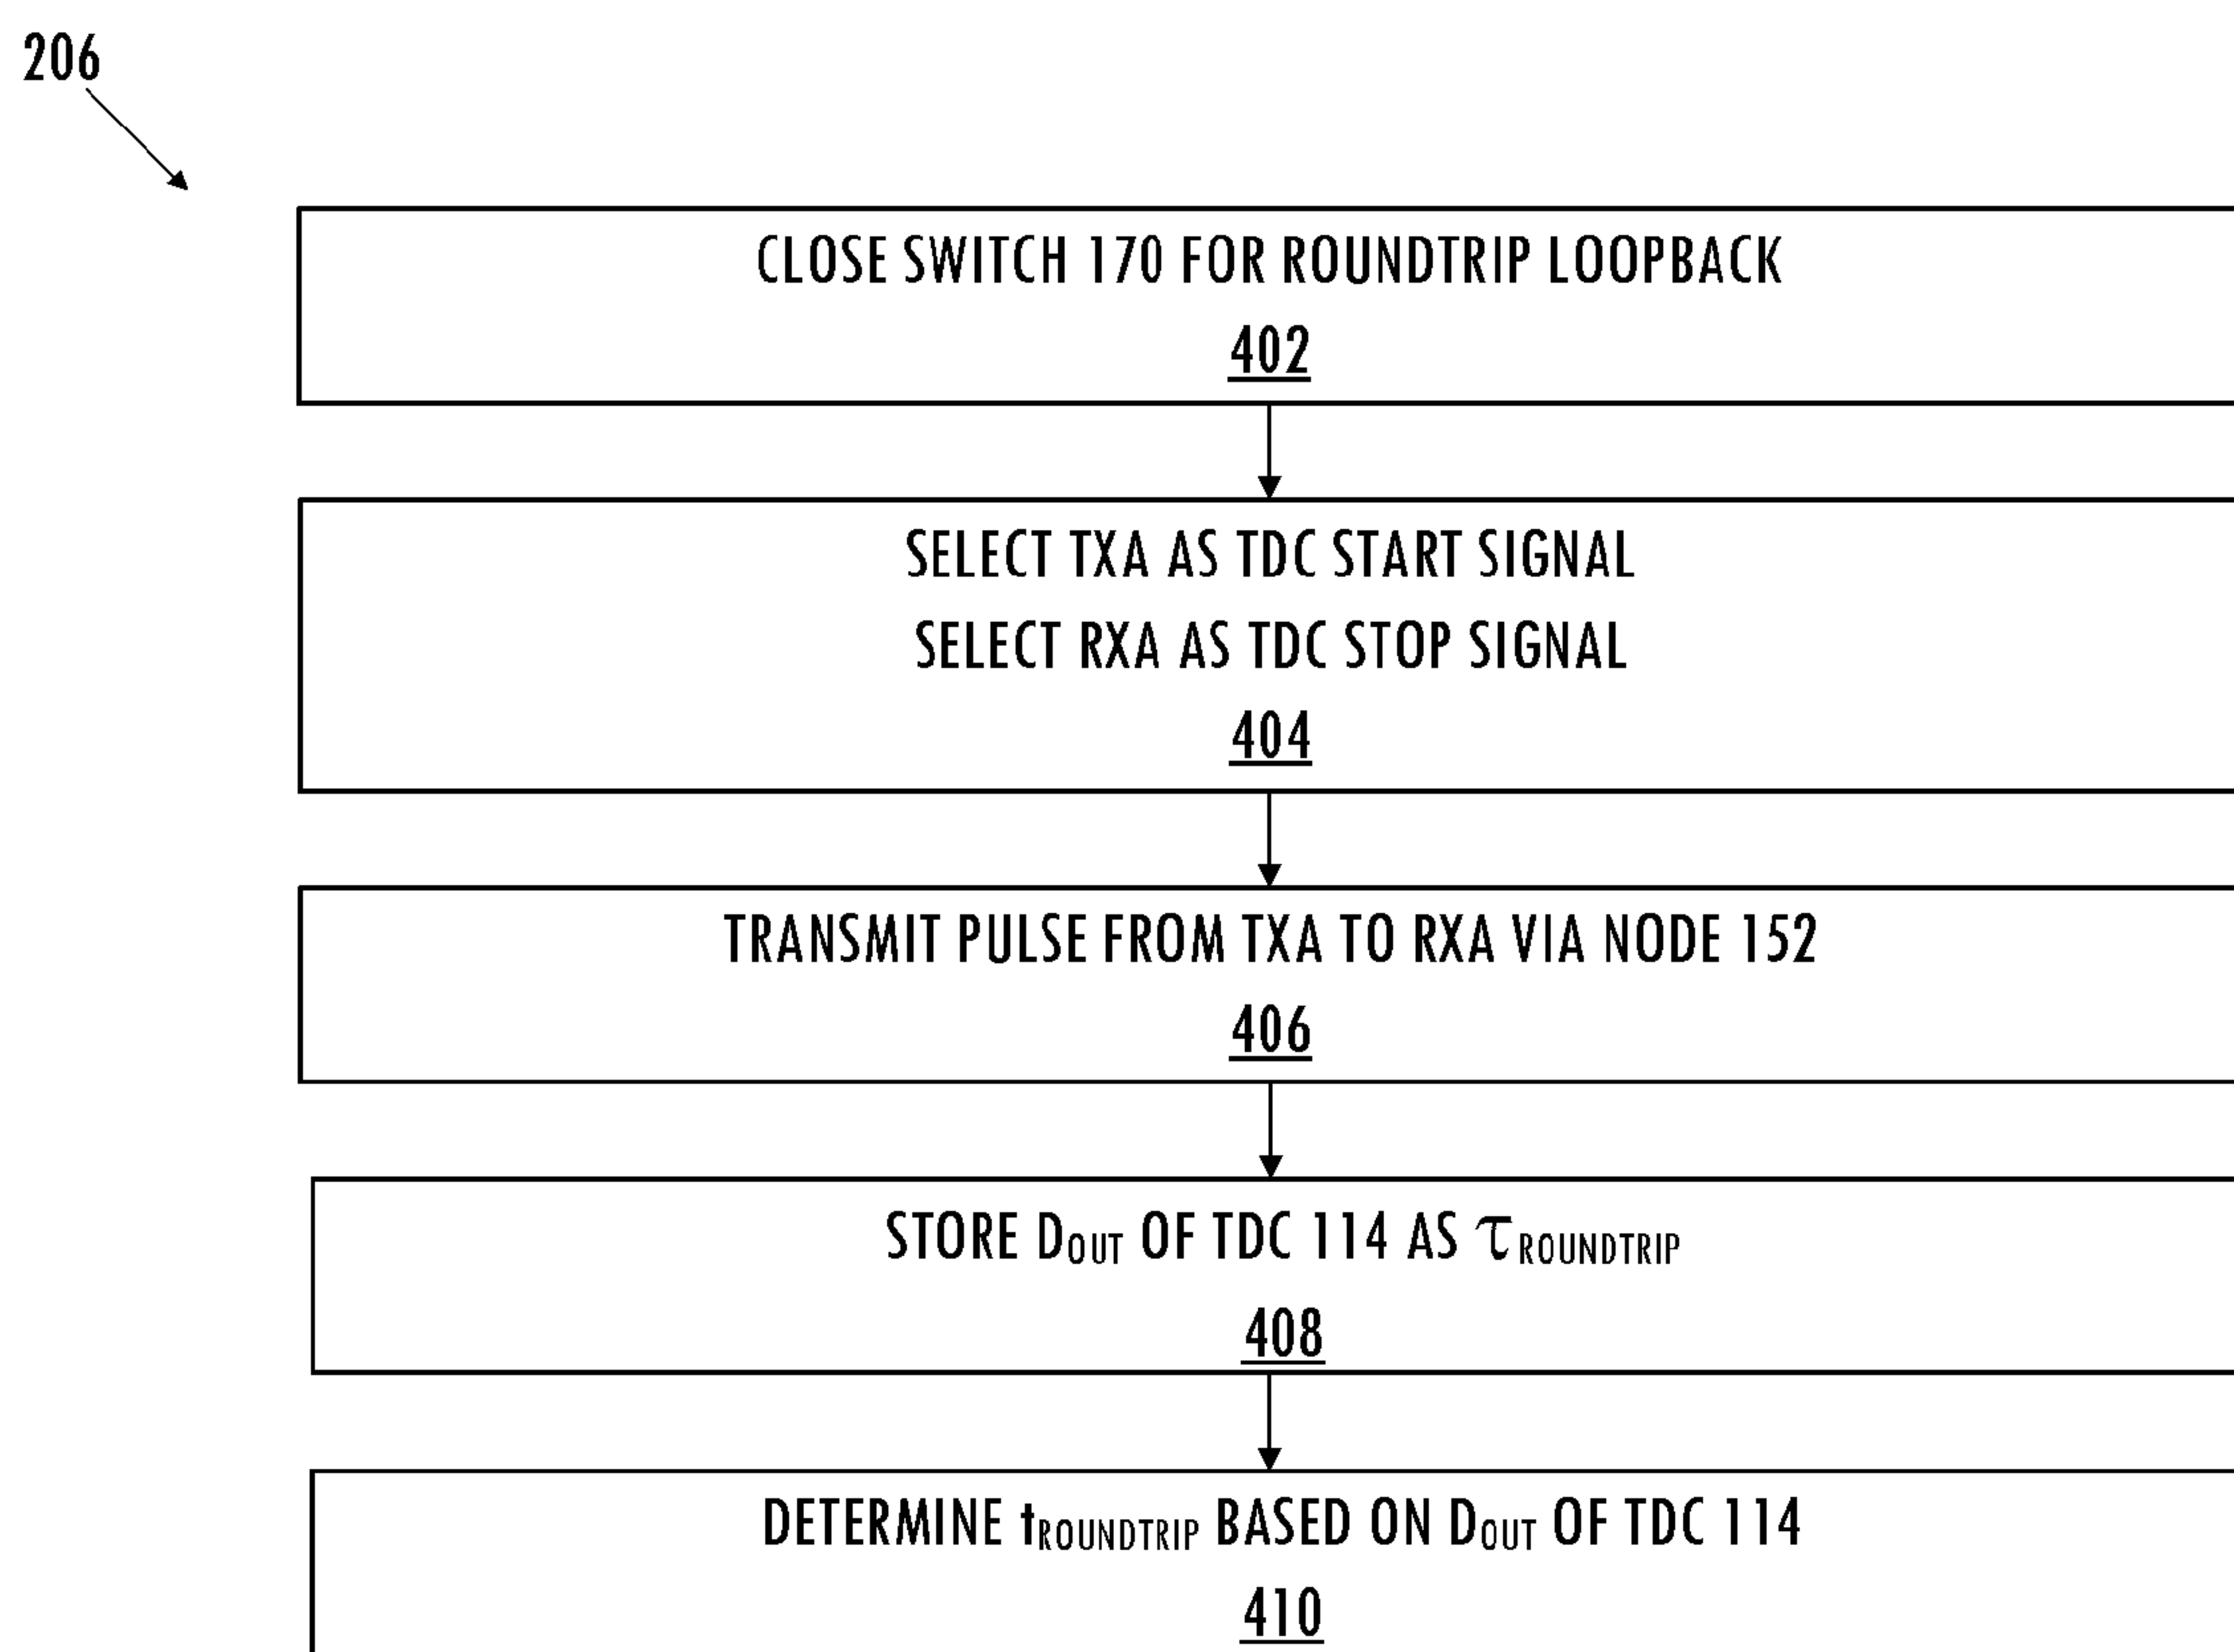 206
CLOSE SWITCH 170 FOR ROUNDTRIP LOOPBACK
402
SELECT TXA AS TDC START SIGNAL
SELECT RXA AS TDC STOP SIGNAL
404
TRANSMIT PULSE FROM TXA TO RXA VIA NODE 152
406
STORE DOUT OF TDC 114 AS τROUNDTRIP
408
DETERMINE tROUNDTRIP BASED ON DOUT OF TDC 114
410